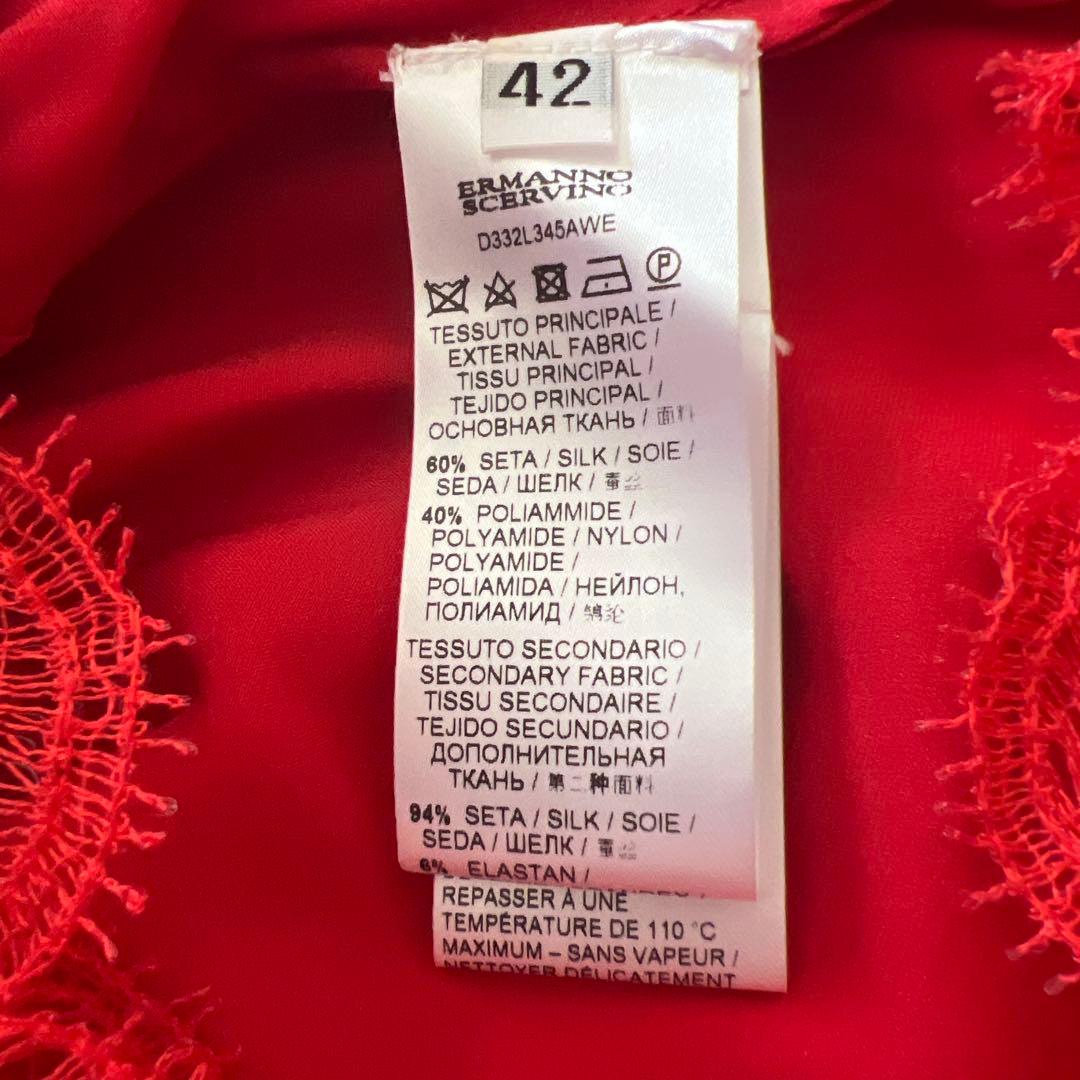 42
ERMANNO
SCERVINO
D332L345AWE
P
TESSUTO PRINCIPALE /
EXTERNAL FABRIC /
TISSU PRINCIPAL /
TEJIDO PRINCIPAL /
ОСНОВНАЯ ТКАНЬ / 面料
60% SETA / SILK / SOIE /
SEDA / ШЕЛК /
40% POLIAMMIDE /
POLYAMIDE / NYLON /
POLYAMIDE /
POLIAMIDA / НЕЙЛОН,
ПОЛИАМИД /
TESSUTO SECONDARIO /
SECONDARY FABRIC /
TISSU SECONDAIRE /
TEJIDO SECUNDARIO /
ДОПОЛНИТЕЛЬНАЯ
ТКАНЬ / 第二种面料
94% SETA / SILK / SOIE /
SEDA / ШЕЛК /
6% ELASTAN /
REPASSER À UNE
TEMPÉRATURE DE 110 °C
MAXIMUM – SANS VAPEUR /
NETTOYER DÉLICATEMENT